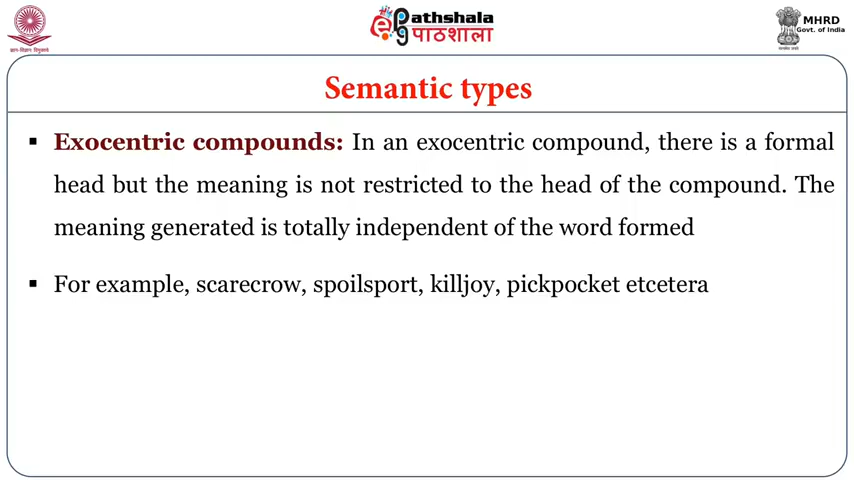 epathshala
पाठशाला
MHRD
Govt. of India
Semantic types
▪ Exocentric compounds: In an exocentric compound, there is a formal
head but the meaning is not restricted to the head of the compound. The
meaning generated is totally independent of the word formed
▪ For example, scarecrow, spoilsport, killjoy, pickpocket etcetera